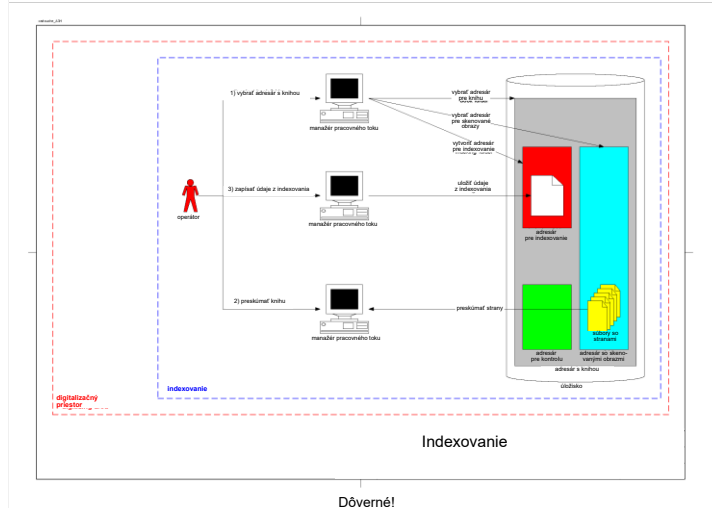 1) vybrať adresár s knihou
manažér pracovného toku
vybrať adresár
pre knihu
vybrať adresár
pre skenované
obrazy
vytvoriť adresár
pre indexovanie
operátor
3) zapísať údaje z indexovania
manažér pracovného toku
uložiť údaje
z indexovania
adresár
pre indexovanie
2) preskúmať knihu
manažér pracovného toku
preskúmať strany
súbory so
stranami
adresár
pre kontrolu
adresár so skeno-
vanými obrazmi
adresár s knihou
úložisko
indexovanie
digitalizačný
priestor
Indexovanie
Dôverné!